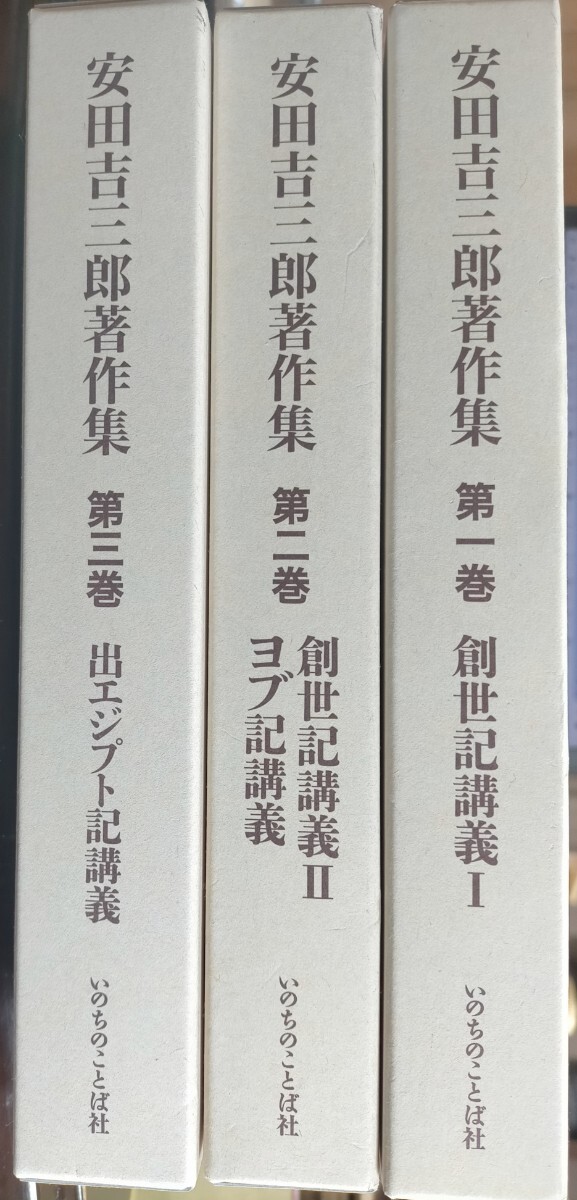 安田吉三郎著作集 第一巻 創世記講義Ⅰ いのちのことば社
安田吉三郎著作集 第二巻 創世記講義Ⅱ
ヨブ記講義
いのちのことば社
安田吉三郎著作集 第三巻 出エジプト記講義 いのちのことば社